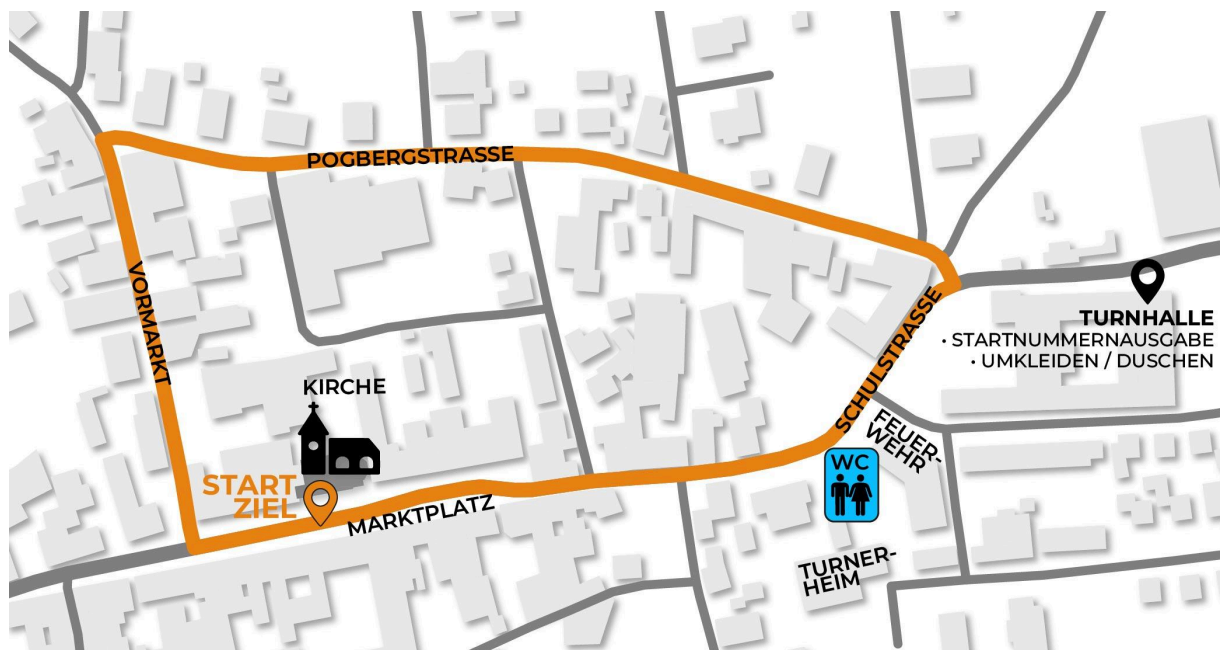 POGBERGSTRASSE
VORMARKT
KIRCHE
START
ZIEL
MARKTPLATZ
SCHULSTRASSE
TURNHALLE
· STARTNUMMERNAUSGABE
· UMKLEIDEN / DUSCHEN
FEUER-
WEHR
WC
TURNER-
HEIM